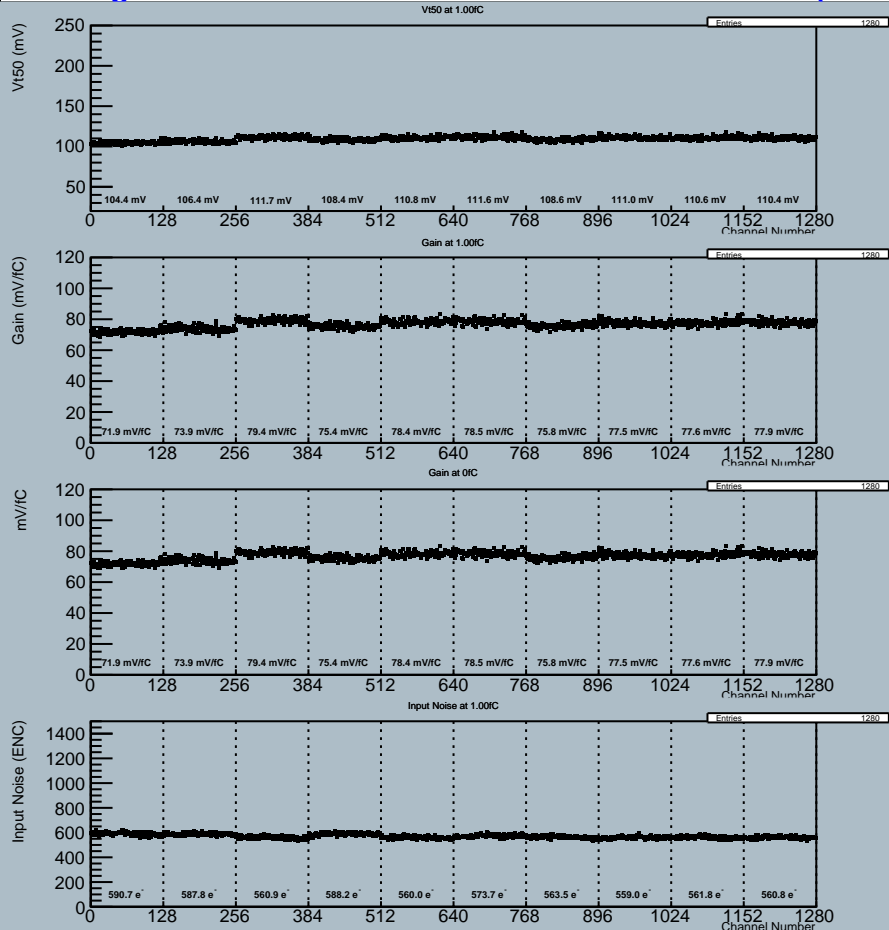 Vt50 at 1.00fC
Entries 1280
Vt50 (mV)
250
200
150
100
50
104.4 mV 106.4 mV 111.7 mV 108.4 mV 110.8 mV 111.6 mV 108.6 mV 111.0 mV 110.6 mV 110.4 mV
0 128 256 384 512 640 768 896 1024 1152 1280
Channel Number
Gain at 1.00fC
Entries 1280
Gain (mV/fC)
120
100
80
60
40
20
0
71.9 mV/fC 73.9 mV/fC 79.4 mV/fC 75.4 mV/fC 78.4 mV/fC 78.5 mV/fC 75.8 mV/fC 77.5 mV/fC 77.6 mV/fC 77.9 mV/fC
0 128 256 384 512 640 768 896 1024 1152 1280
Channel Number
Gain at 0fC
Entries 1280
mV/fC
120
100
80
60
40
20
0
71.9 mV/fC 73.9 mV/fC 79.4 mV/fC 75.4 mV/fC 78.4 mV/fC 78.5 mV/fC 75.8 mV/fC 77.5 mV/fC 77.6 mV/fC 77.9 mV/fC
0 128 256 384 512 640 768 896 1024 1152 1280
Channel Number
Input Noise at 1.00fC
Entries 1280
Input Noise (ENC)
1400
1200
1000
800
600
400
200
0
590.7 e⁻ 587.8 e⁻ 560.9 e⁻ 588.2 e⁻ 560.0 e⁻ 573.7 e⁻ 563.5 e⁻ 559.0 e⁻ 561.8 e⁻ 560.8 e⁻
0 128 256 384 512 640 768 896 1024 1152 1280
Channel Number